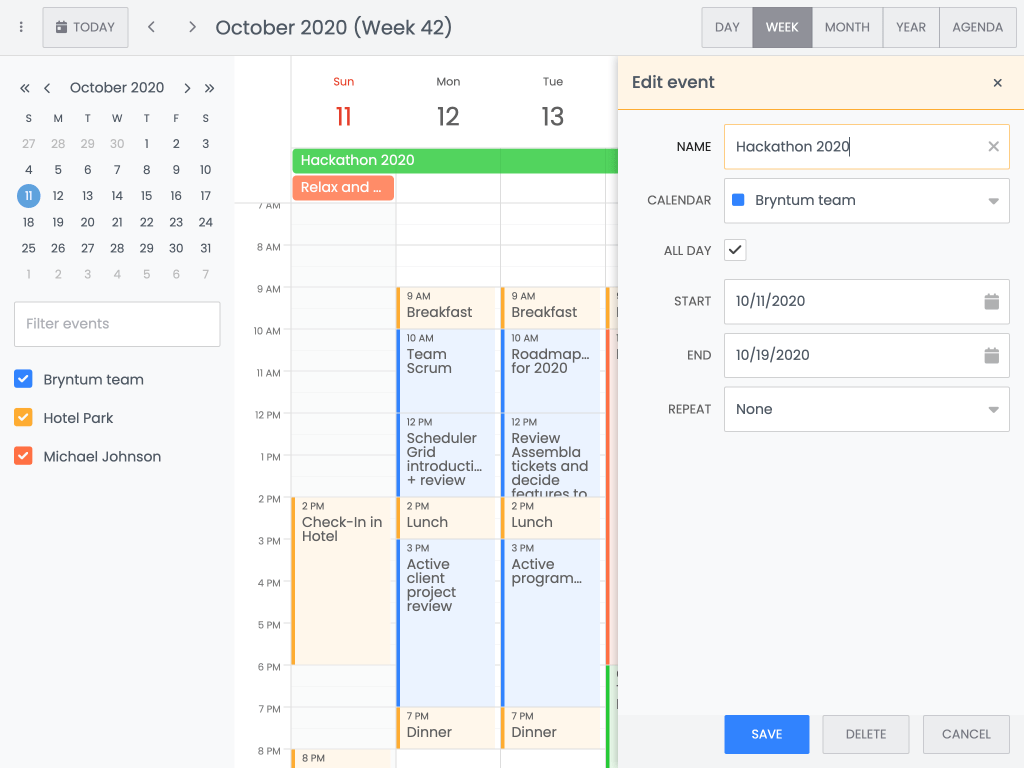 TODAY
October 2020 (Week 42)
DAY
WEEK
MONTH
YEAR
AGENDA
October 2020
S M T W T F S
27 28 29 30 1 2 3
4 5 6 7 8 9 10
11 12 13 14 15 16 17
18 19 20 21 22 23 24
25 26 27 28 29 30 31
1 2 3 4 5 6 7
Filter events
Bryntum team
Hotel Park
Michael Johnson
Sun
11
Mon
12
Tue
13
Hackathon 2020
Relax and ...
7 AM
8 AM
9 AM
10 AM
11 AM
12 PM
1 PM
2 PM
3 PM
4 PM
5 PM
6 PM
7 PM
8 PM
2 PM
Check-In in
Hotel
8 PM
9 AM
Breakfast
10 AM
Team
Scrum
12 PM
Scheduler
Grid
introducti...
+ review
2 PM
Lunch
3 PM
Active
client
project
review
7 PM
Dinner
9 AM
Breakfast
10 AM
Roadmap...
for 2020
12 PM
Review
Assembla
tickets and
decide
features to
2 PM
Lunch
3 PM
Active
program...
7 PM
Dinner
Edit event
NAME
Hackathon 2020
CALENDAR
Bryntum team
ALL DAY
START
10/11/2020
END
10/19/2020
REPEAT
None
SAVE
DELETE
CANCEL